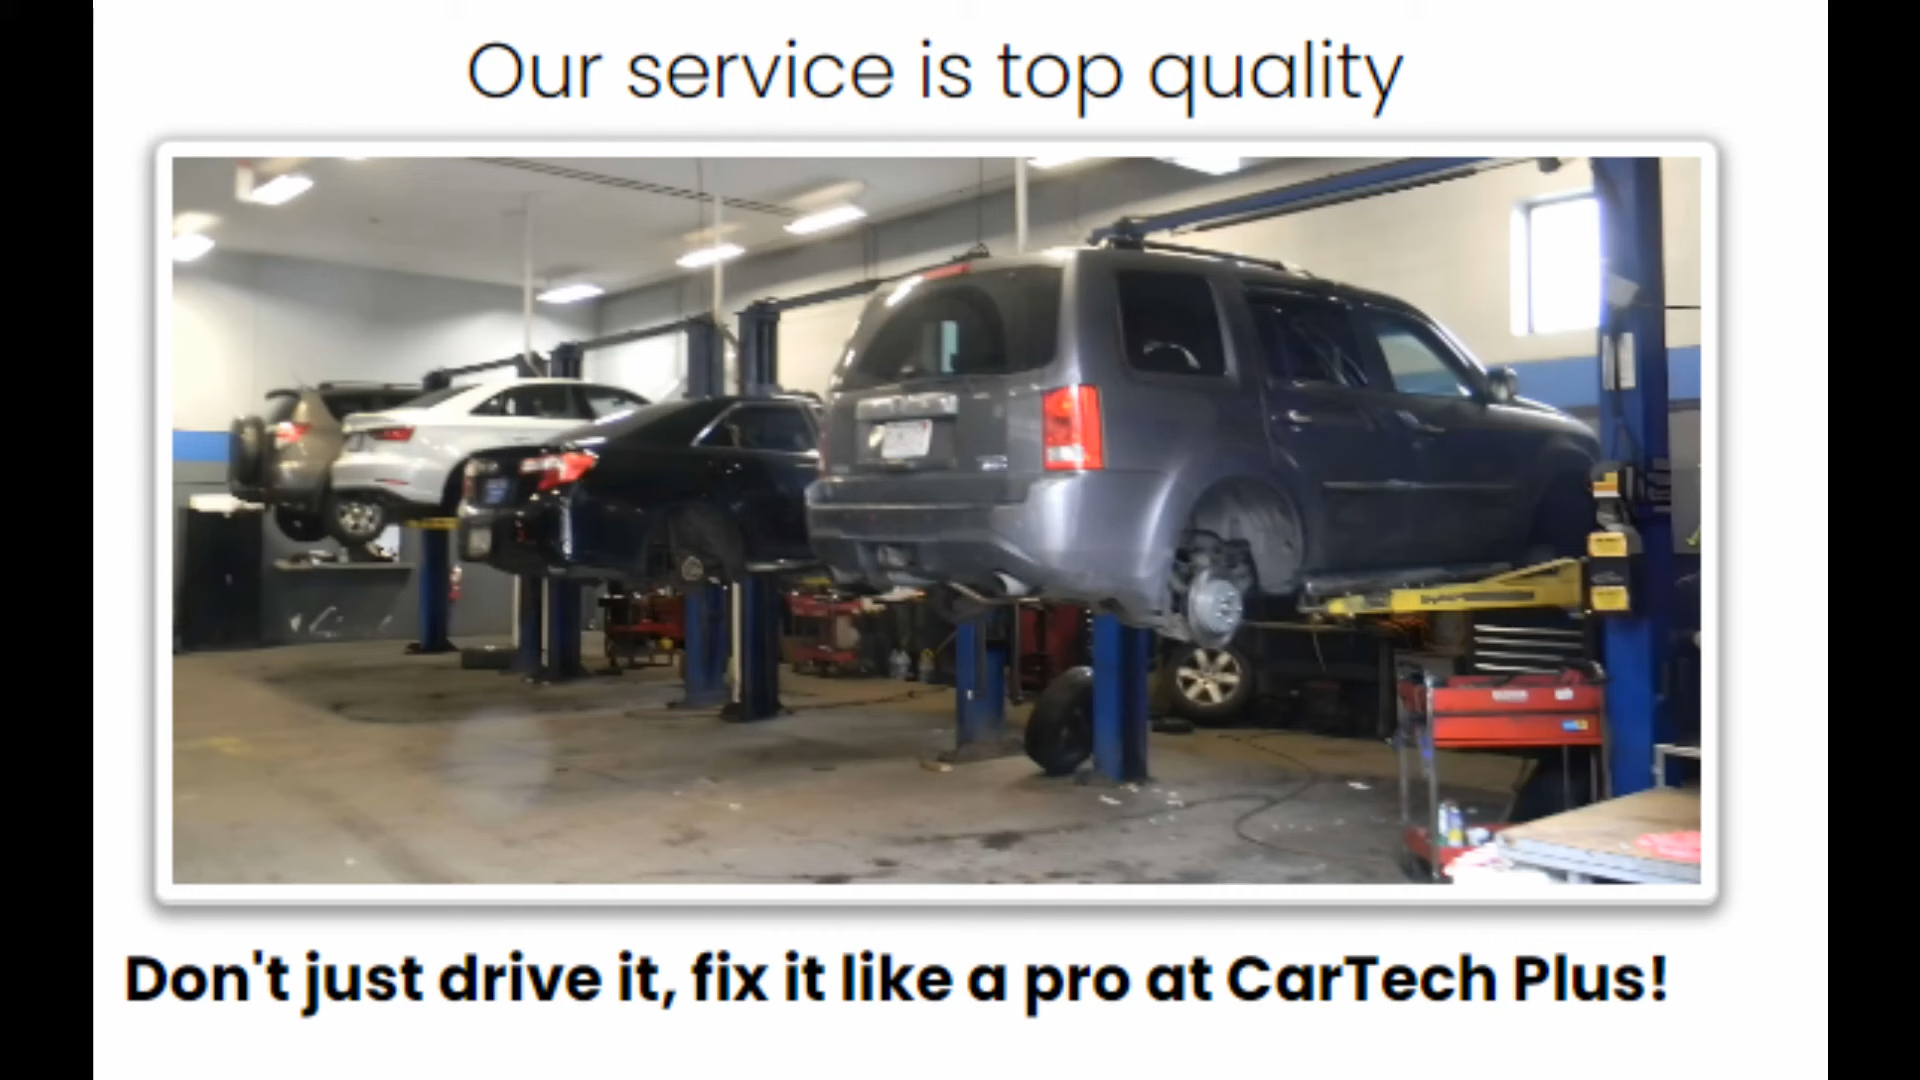 Our service is top quality
Don't just drive it, fix it like a pro at CarTech Plus!